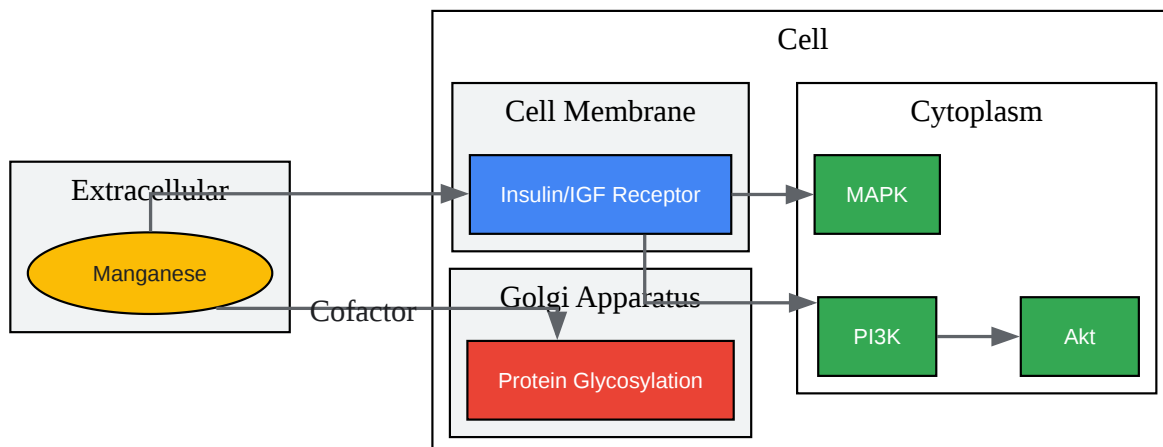 Cell
Cell Membrane
Cytoplasm
Extracellular
Insulin/IGF Receptor
MAPK
Manganese
Cofactor
Golgi Apparatus
PI3K
Akt
Protein Glycosylation